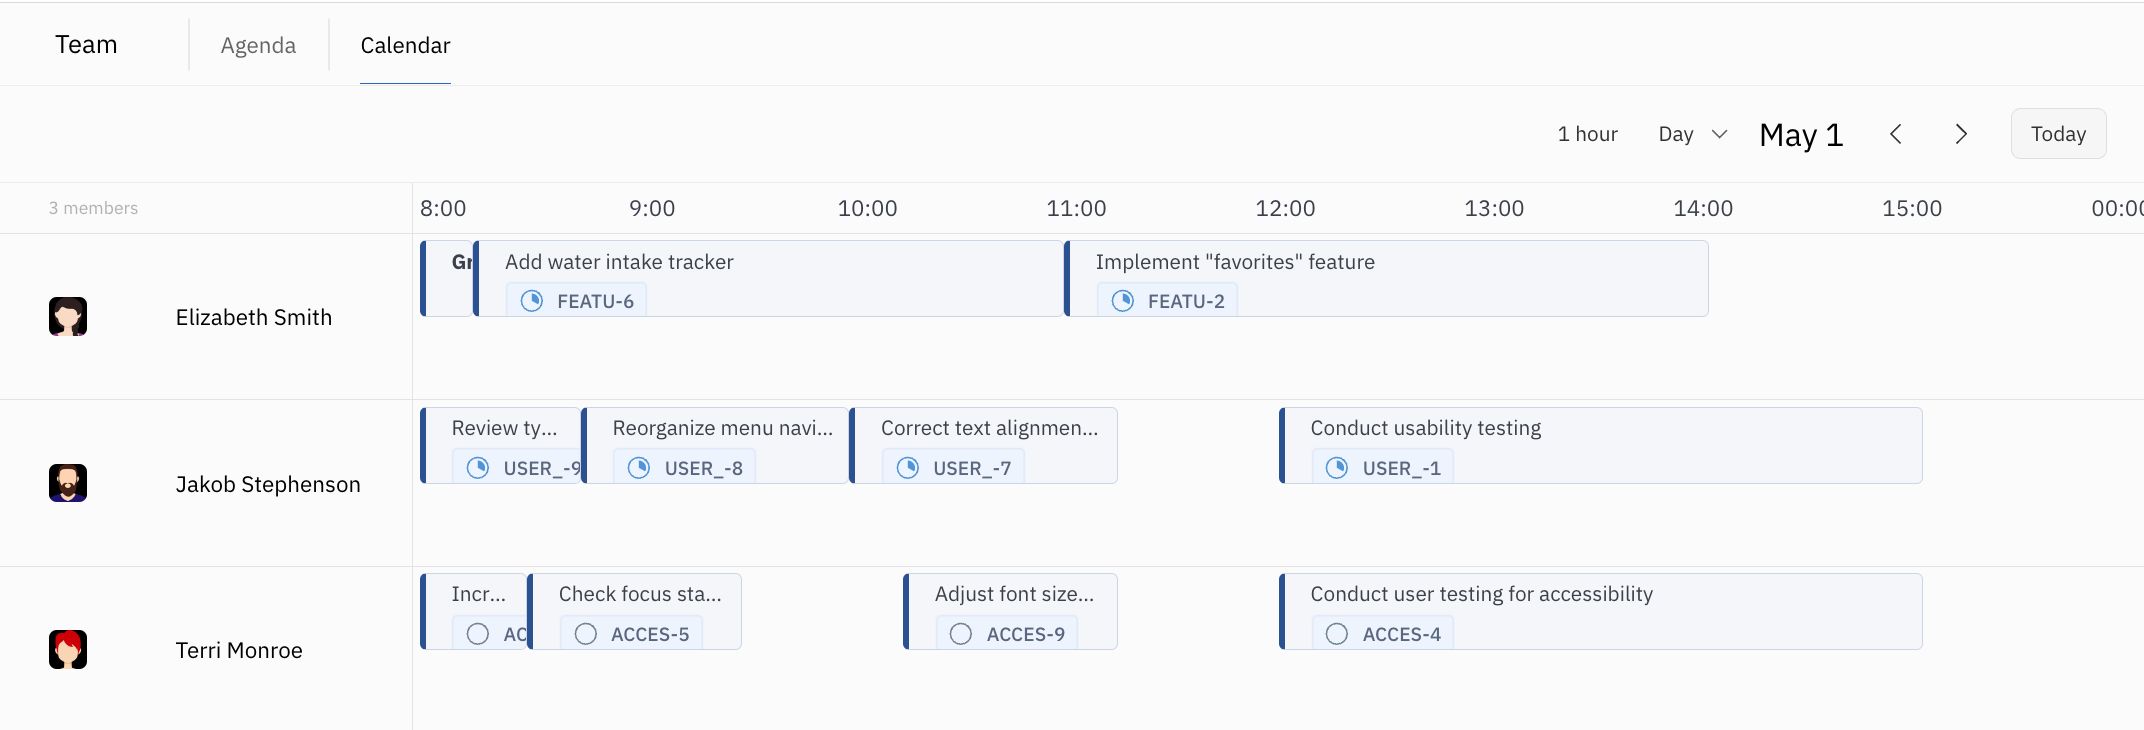 Team
Agenda
Calendar
1 hour
Day
May 1
Today
3 members
8:00
9:00
10:00
11:00
12:00
13:00
14:00
15:00
00:00
Elizabeth Smith
Gr
Add water intake tracker
FEATU-6
Implement "favorites" feature
FEATU-2
Jakob Stephenson
Review ty...
USER_-9
Reorganize menu navi...
USER_-8
Correct text alignmen...
USER_-7
Conduct usability testing
USER_-1
Terri Monroe
Incr...
AC
Check focus sta...
ACCES-5
Adjust font size...
ACCES-9
Conduct user testing for accessibility
ACCES-4